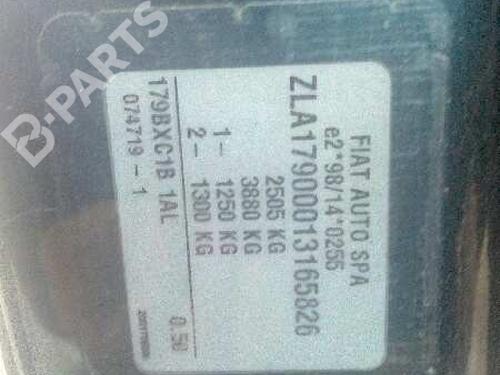 FIAT AUTO SPA
e2*98/14*0255
ZLA17900013165826
2505 KG
3880 KG
1- 1250 KG
2- 1300 KG
179BXC1B 1AL 0.50
074719 - 1
B-PARTS